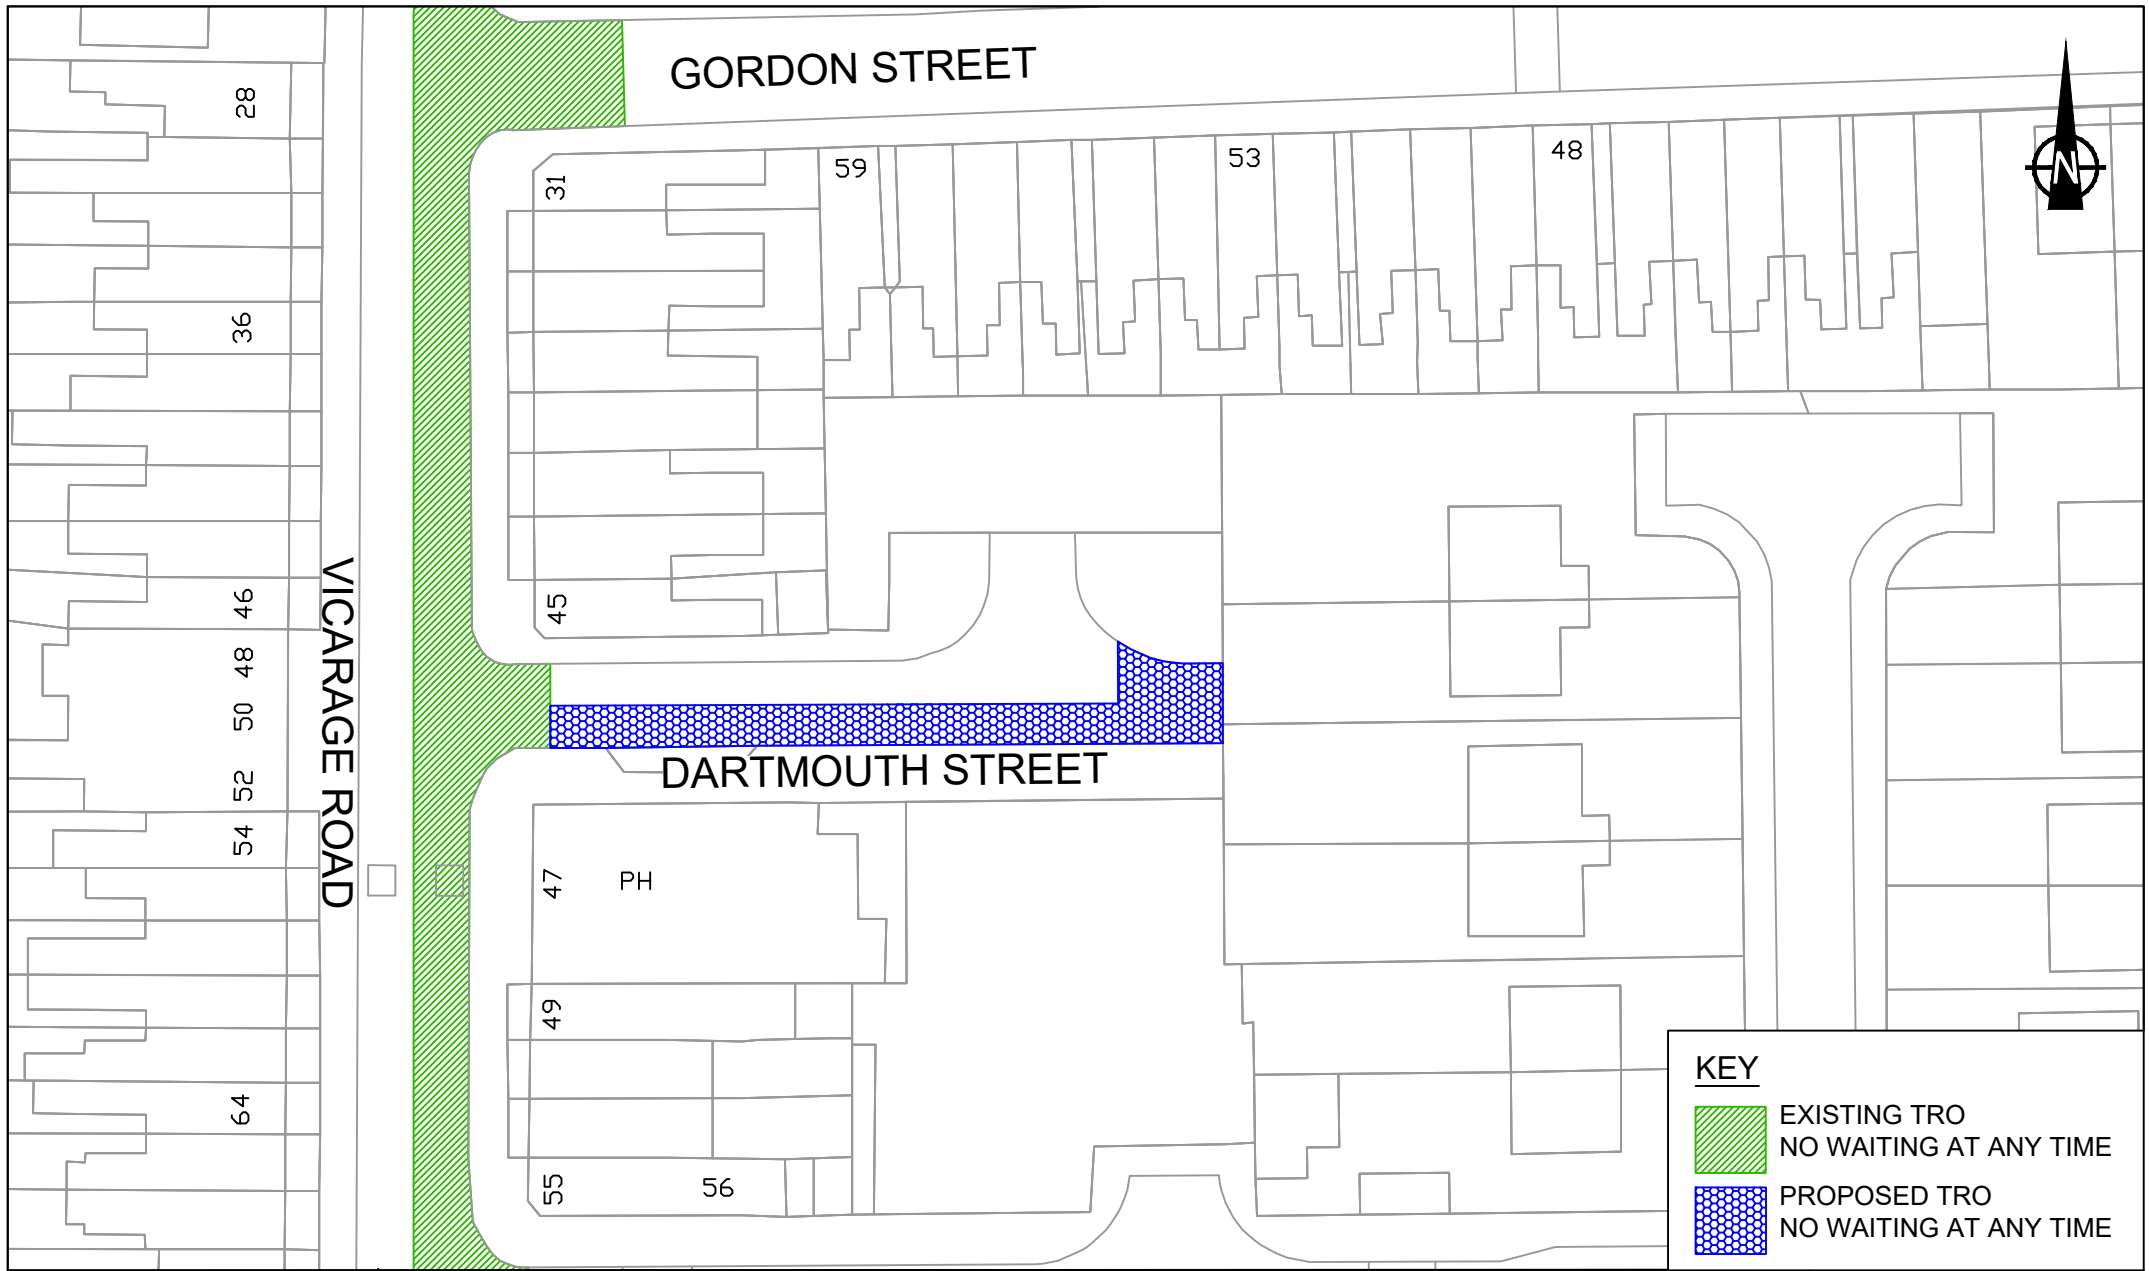 GORDON STREET
28
31
59
53
48
N
36
45
46
48
50
52
54
VICARAGE ROAD
DARTMOUTH STREET
47
PH
49
64
55
56
KEY
EXISTING TRO
NO WAITING AT ANY TIME
PROPOSED TRO
NO WAITING AT ANY TIME